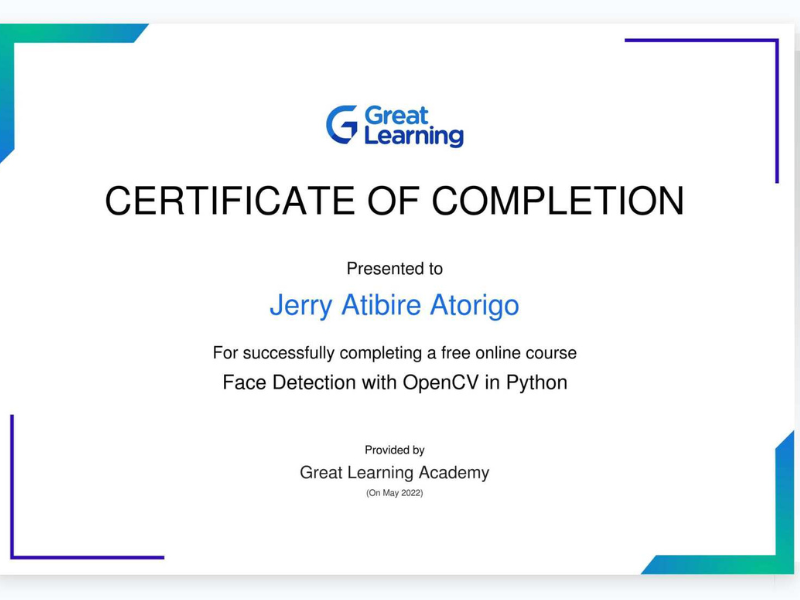 Great
Learning
CERTIFICATE OF COMPLETION
Presented to
Jerry Atibire Atorigo
For successfully completing a free online course
Face Detection with OpenCV in Python
Provided by
Great Learning Academy
(On May 2022)